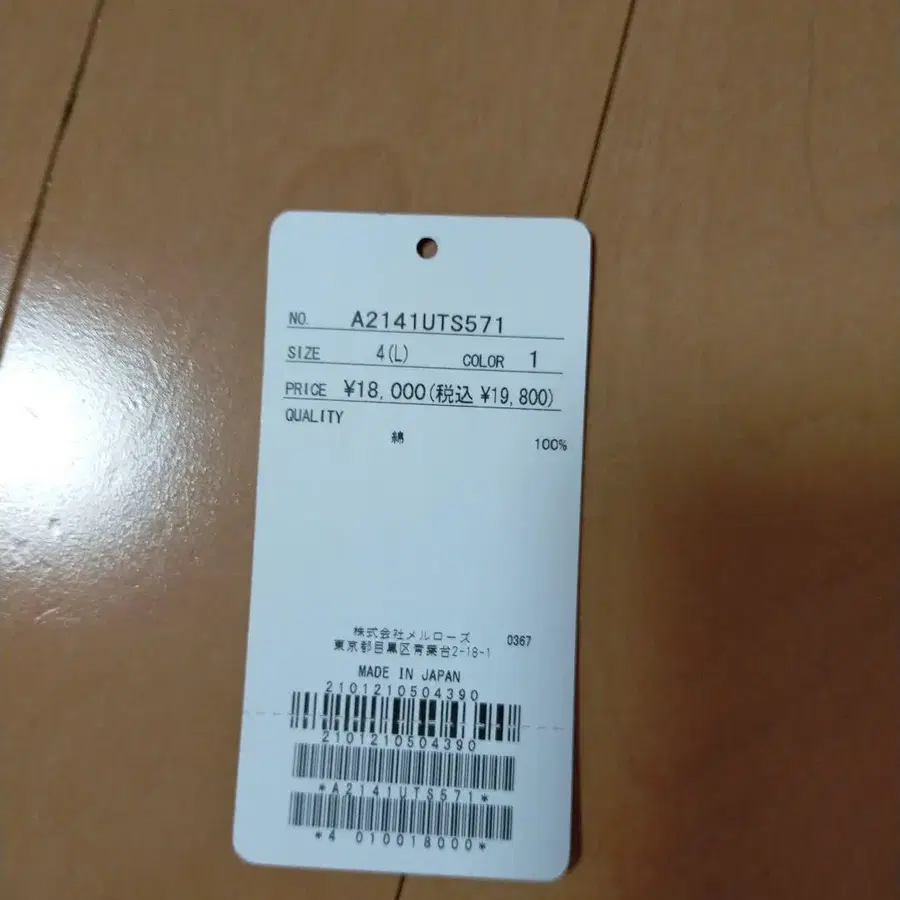 NO. A2141UTS571
SIZE 4(L) COLOR 1
PRICE ¥18,000(税込 ¥19,800)
QUALITY
綿 100%
株式会社メルローズ 0367
東京都目黒区青葉台2-18-1
MADE IN JAPAN
2101210504390
2101210504390
*A2141UTS571*
*4 010018000*